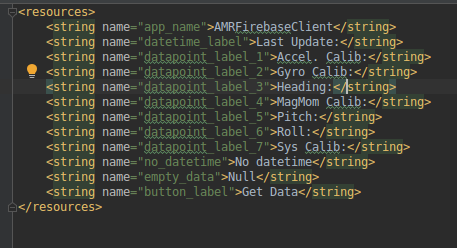 <resources>
<string name="app_name">AMRFirebaseClient</string>
<string name="datetime_label">Last Update:</string>
<string name="datapoint_label_1">Accel. Calib:</string>
<string name="datapoint_label_2">Gyro Calib:</string>
<string name="datapoint_label_3">Heading:</string>
<string name="datapoint_label_4">MagMom Calib:</string>
<string name="datapoint_label_5">Pitch:</string>
<string name="datapoint_label_6">Roll:</string>
<string name="datapoint_label_7">Sys Calib:</string>
<string name="no_datetime">No datetime</string>
<string name="empty_data">Null</string>
<string name="button_label">Get Data</string>
</resources>